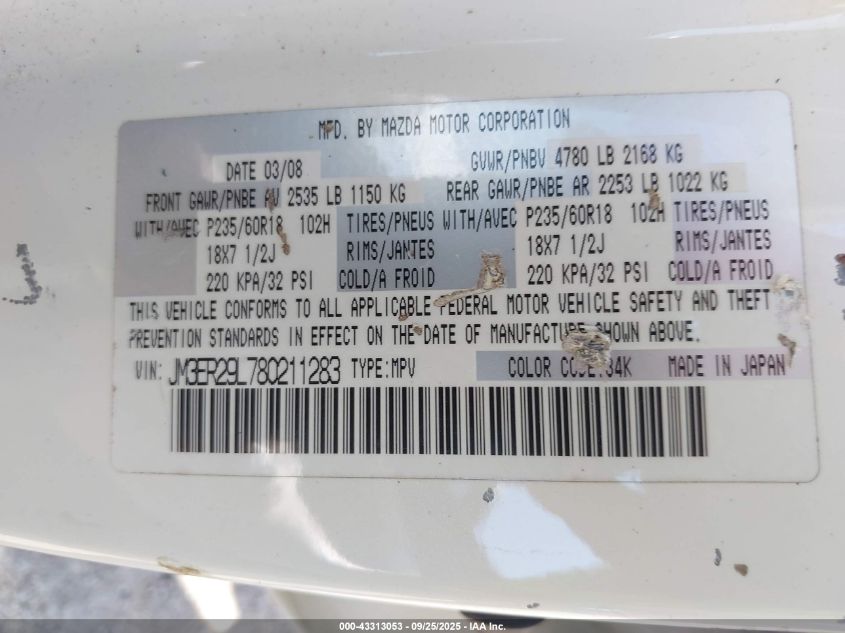 MFD. BY MAZDA MOTOR CORPORATION
DATE 03/08 GVWR/PNBV 4780 LB 2168 KG
FRONT GAWR/PNBE AV 2535 LB 1150 KG REAR GAWR/PNBE AR 2253 LB 1022 KG
WITH/AVEC P235/60R18 102H TIRES/PNEUS WITH/AVEC P235/60R18 102H TIRES/PNEUS
18X7 1/2J RIMS/JANTES 18X7 1/2J RIMS/JANTES
220 KPA/32 PSI COLD/A FROID 220 KPA/32 PSI COLD/A FROID
THIS VEHICLE CONFORMS TO ALL APPLICABLE FEDERAL MOTOR VEHICLE SAFETY AND THEFT
PREVENTION STANDARDS IN EFFECT ON THE DATE OF MANUFACTURE SHOWN ABOVE.
VIN: JM3ER29L780211283 TYPE:MPV COLOR CODE:34K MADE IN JAPAN
000-43313053 - 09/25/2025 - IAA Inc.